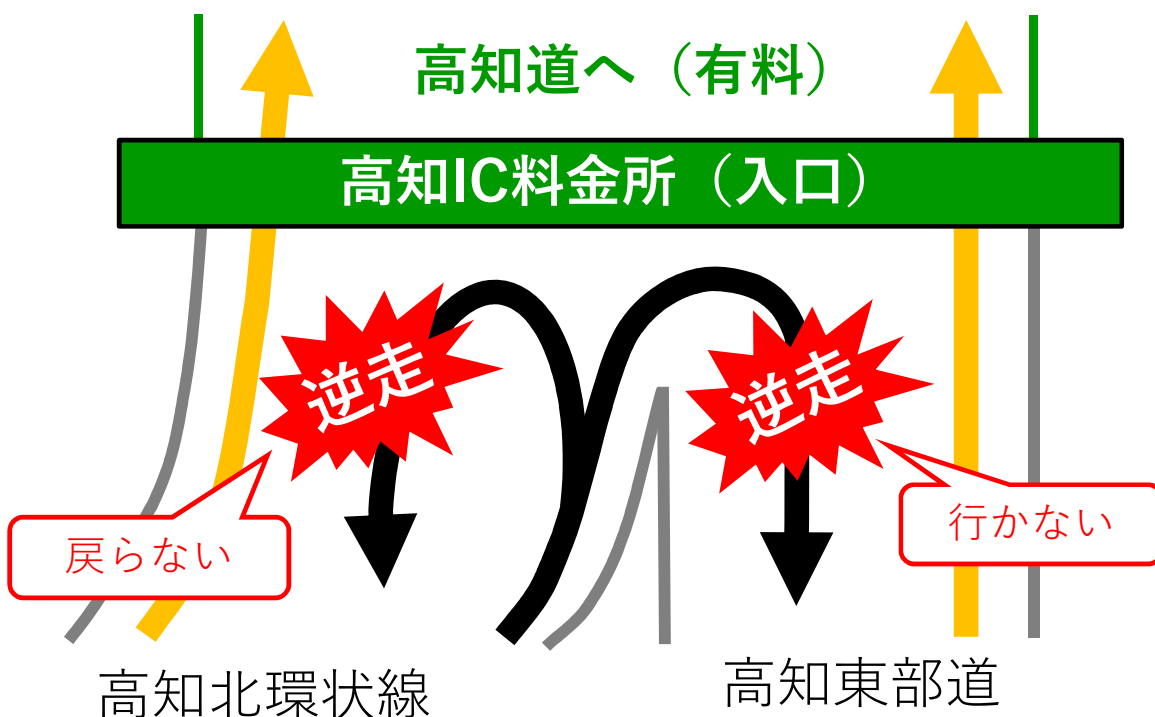 高知道へ（有料）
高知IC料金所（入口）
逆走
逆走
戻らない
行かない
高知北環状線
高知東部道